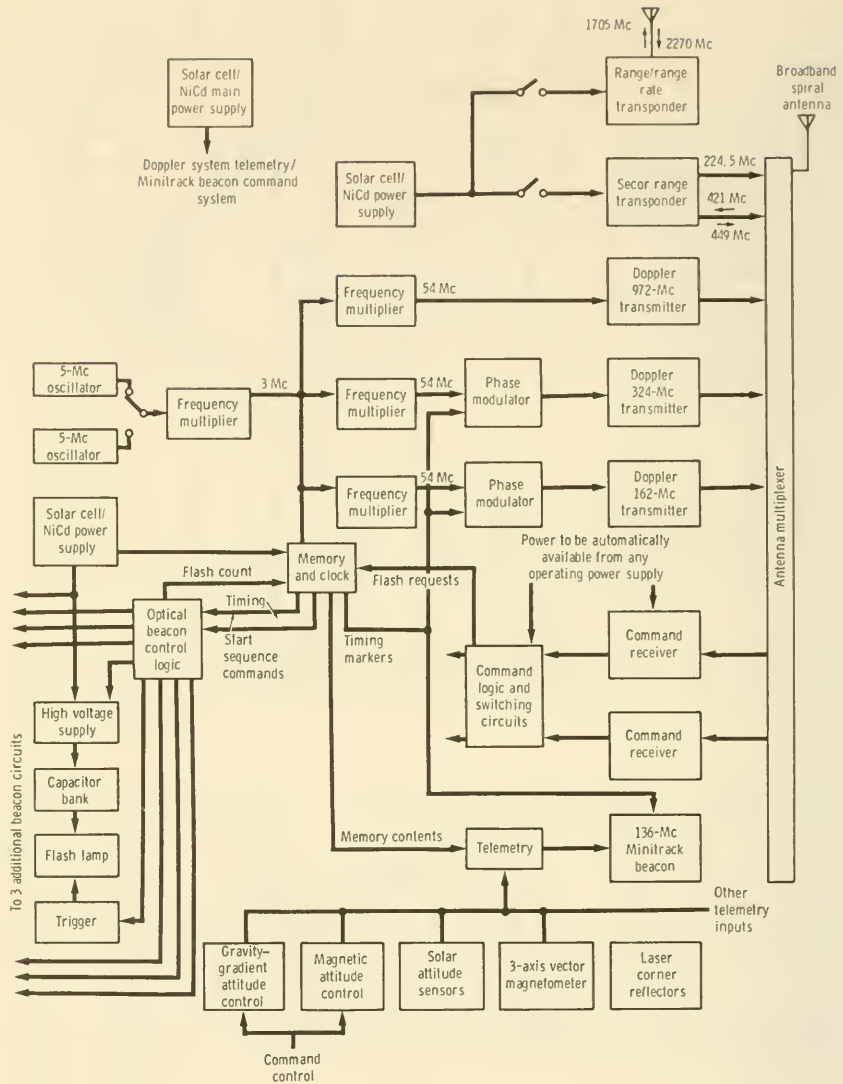 1705 Mc
2270 Mc
Solar cell/
NiCd main
power supply
Range/range
rate
transponder
Broadband
spiral
antenna
Doppler system telemetry/
Minitrack beacon command
system
Solar cell/
NiCd power
supply
Secor range
transponder
224.5 Mc
421 Mc
449 Mc
Frequency
multiplier
54 Mc
Doppler
972-Mc
transmitter
5-Mc
oscillator
5-Mc
oscillator
Frequency
multiplier
3 Mc
Frequency
multiplier
54 Mc
Phase
modulator
Doppler
324-Mc
transmitter
Frequency
multiplier
54 Mc
Phase
modulator
Doppler
162-Mc
transmitter
Antenna multiplexer
Solar cell/
NiCd power
supply
Memory
and clock
Flash requests
Power to be automatically
available from any
operating power supply
Flash count
Timing
Start
sequence
commands
Timing
markers
Optical
beacon
control
logic
Command
logic and
switching
circuits
Command
receiver
Command
receiver
High voltage
supply
Capacitor
bank
Flash lamp
Trigger
To 3 additional beacon circuits
Memory contents
Telemetry
136-Mc
Minitrack
beacon
Other
telemetry
inputs
Gravity-
gradient
attitude
control
Magnetic
attitude
control
Solar
attitude
sensors
3-axis vector
magnetometer
Laser
corner
reflectors
Command
control